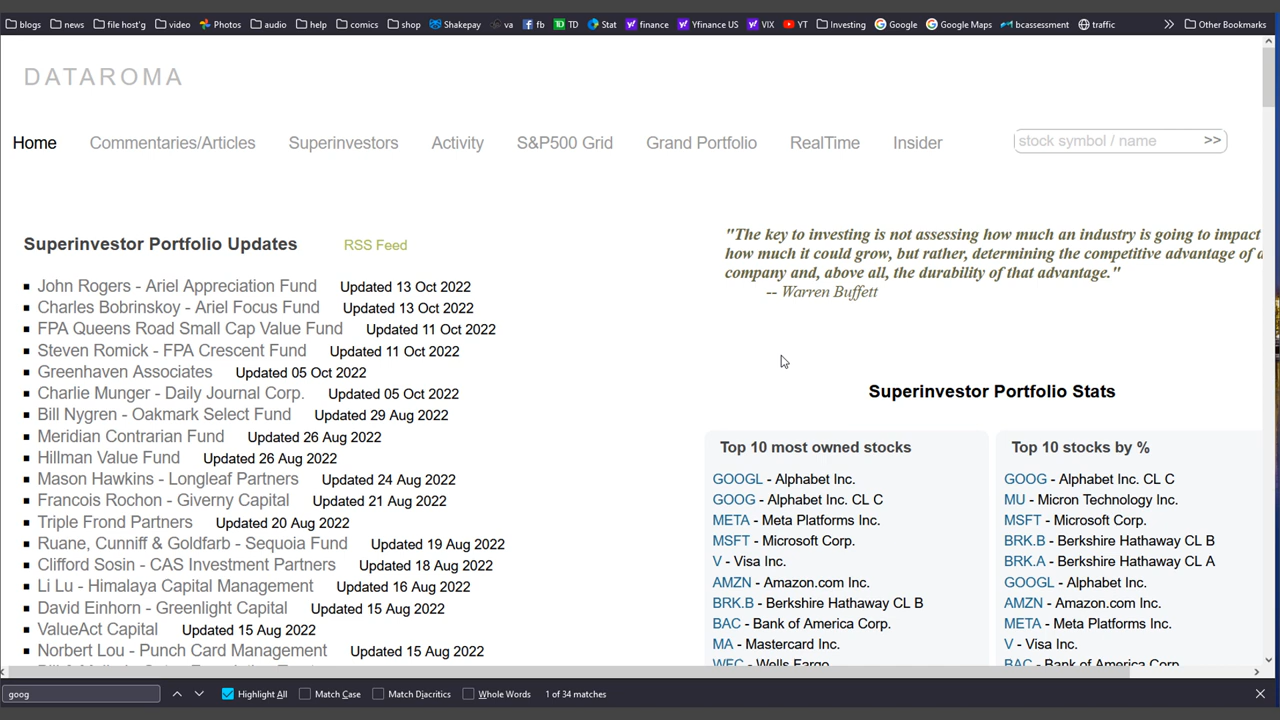 blogs news file host'g video Photos audio help comics shop Shakepay va fb TD Stat finance Yfinance US VIX YT Investing Google Google Maps bcassessment traffic Other Bookmarks
DATAROMA
Home Commentaries/Articles Superinvestors Activity S&P500 Grid Grand Portfolio RealTime Insider stock symbol / name >>
Superinvestor Portfolio Updates RSS Feed
John Rogers - Ariel Appreciation Fund Updated 13 Oct 2022
Charles Bobrinskoy - Ariel Focus Fund Updated 13 Oct 2022
FPA Queens Road Small Cap Value Fund Updated 11 Oct 2022
Steven Romick - FPA Crescent Fund Updated 11 Oct 2022
Greenhaven Associates Updated 05 Oct 2022
Charlie Munger - Daily Journal Corp. Updated 05 Oct 2022
Bill Nygren - Oakmark Select Fund Updated 29 Aug 2022
Meridian Contrarian Fund Updated 26 Aug 2022
Hillman Value Fund Updated 26 Aug 2022
Mason Hawkins - Longleaf Partners Updated 24 Aug 2022
Francois Rochon - Giverny Capital Updated 21 Aug 2022
Triple Frond Partners Updated 20 Aug 2022
Ruane, Cunniff & Goldfarb - Sequoia Fund Updated 19 Aug 2022
Clifford Sosin - CAS Investment Partners Updated 18 Aug 2022
Li Lu - Himalaya Capital Management Updated 16 Aug 2022
David Einhorn - Greenlight Capital Updated 15 Aug 2022
ValueAct Capital Updated 15 Aug 2022
Norbert Lou - Punch Card Management Updated 15 Aug 2022
"The key to investing is not assessing how much an industry is going to impact
how much it could grow, but rather, determining the competitive advantage of
company and, above all, the durability of that advantage."
-- Warren Buffett
Superinvestor Portfolio Stats
Top 10 most owned stocks
GOOGL - Alphabet Inc.
GOOG - Alphabet Inc. CL C
META - Meta Platforms Inc.
MSFT - Microsoft Corp.
V - Visa Inc.
AMZN - Amazon.com Inc.
BRK.B - Berkshire Hathaway CL B
BAC - Bank of America Corp.
MA - Mastercard Inc.
WFC - Wells Fargo
Top 10 stocks by %
GOOG - Alphabet Inc. CL C
MU - Micron Technology Inc.
MSFT - Microsoft Corp.
BRK.B - Berkshire Hathaway CL B
BRK.A - Berkshire Hathaway CL A
GOOGL - Alphabet Inc.
AMZN - Amazon.com Inc.
META - Meta Platforms Inc.
V - Visa Inc.
BAC - Bank of America Corp.
goog Highlight All Match Case Match Diacritics Whole Words 1 of 34 matches